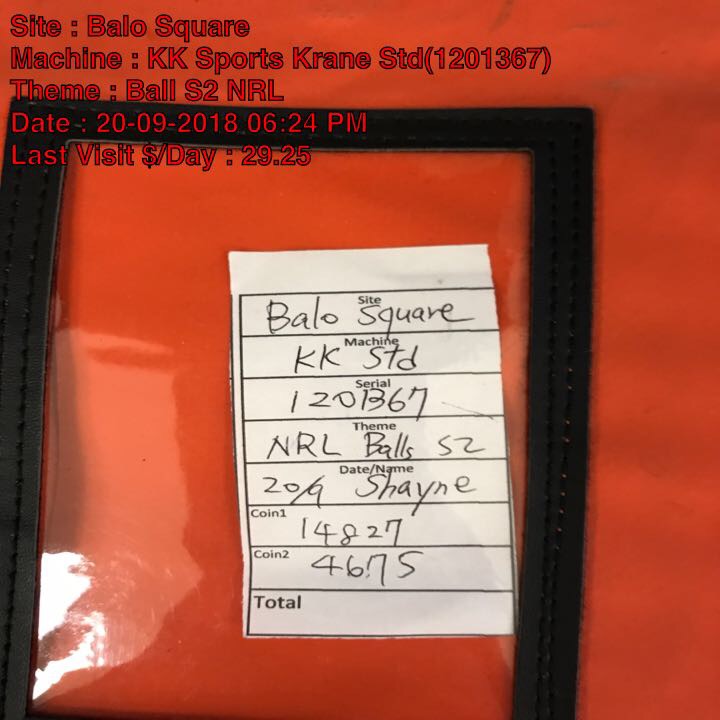 Site : Balo Square
Machine : KK Sports Krane Std(1201367)
Theme : Ball S2 NRL
Date : 20-09-2018 06:24 PM
Last Visit $/Day : 29.25
Site
Balo Square
Machine
KK Std
Serial
1201367
Theme
NRL Balls S2
Date/Name
20/9 Shayne
Coin1
14827
Coin2
4675
Total